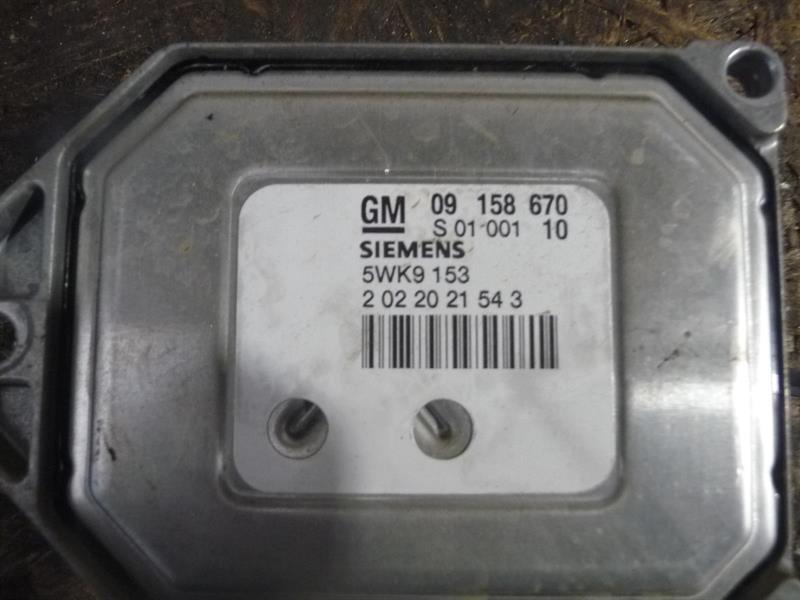 GM 09 158 670
S 01 001 10
SIEMENS
5WK9 153
2 02 20 21 54 3